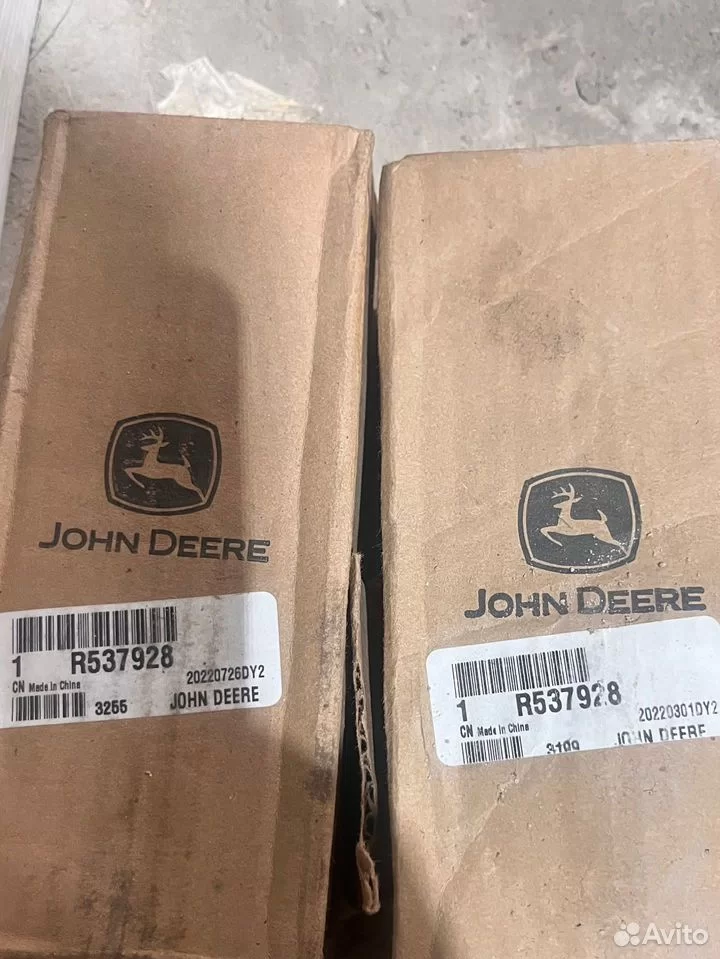 JOHN DEERE
1 R537928
20220726DY2
CN Made in China
3255 JOHN DEERE
JOHN DEERE
1 R537928
20220301DY2
CN Made in China
3199 JOHN DEERE
Avito